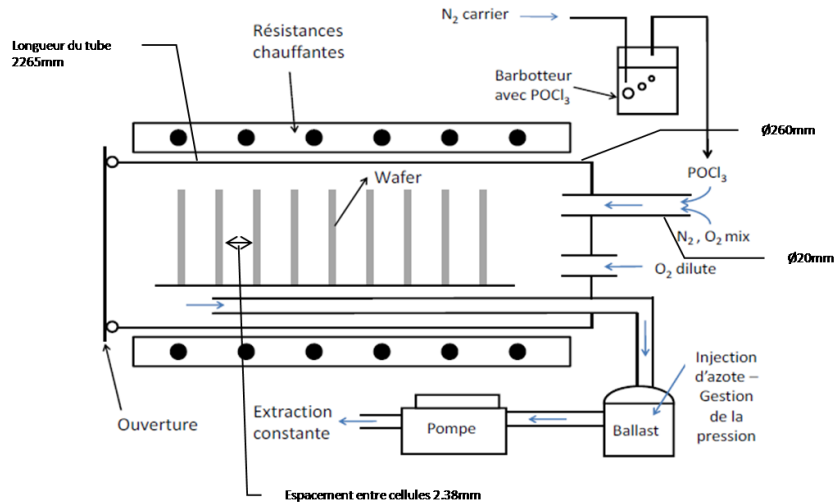 N₂ carrier
Longueur du tube
2265mm
Résistances
chauffantes
Barbotteur
avec POCl₃
Ø260mm
Wafer
POCl₃
N₂ , O₂ mix
Ø20mm
O₂ dilute
Ouverture
Extraction
constante
Pompe
Ballast
Injection
d'azote –
Gestion
de la
pression
Espacement entre cellules 2.38mm